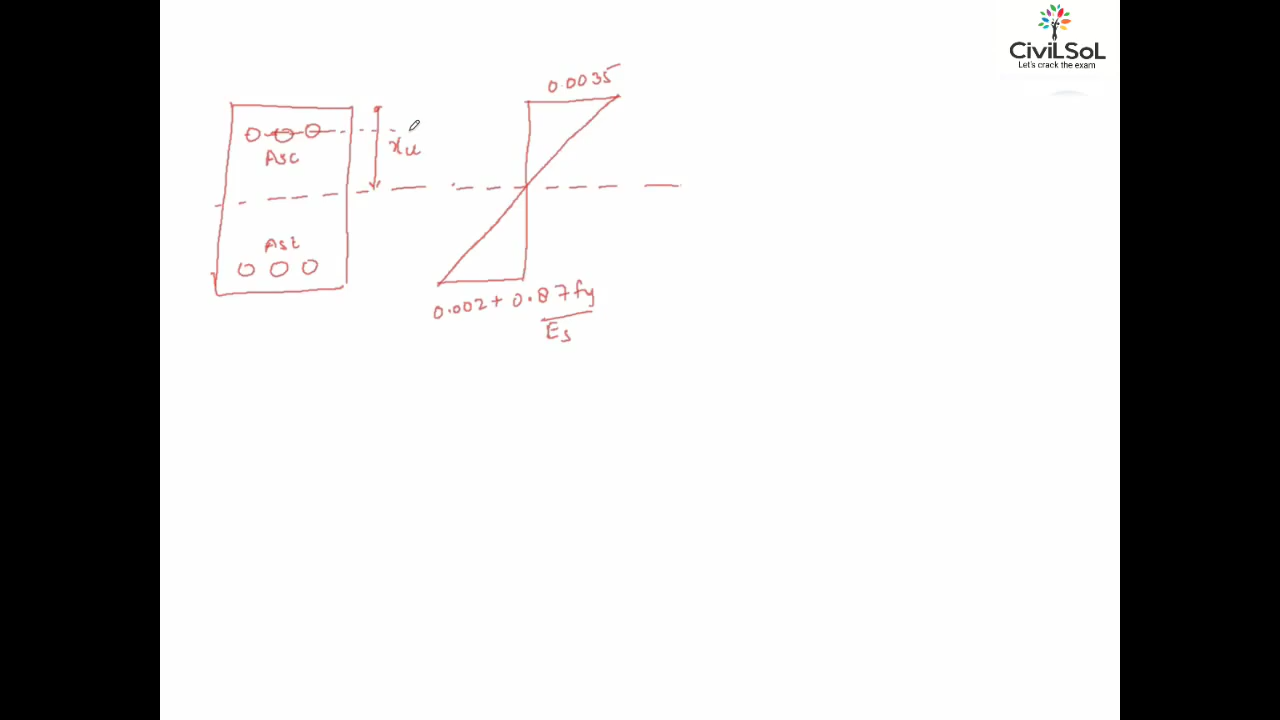 CiviLSoL
Let's crack the exam
0.0035
xu
Asc
Ast
0.002 + 0.87fy
Es